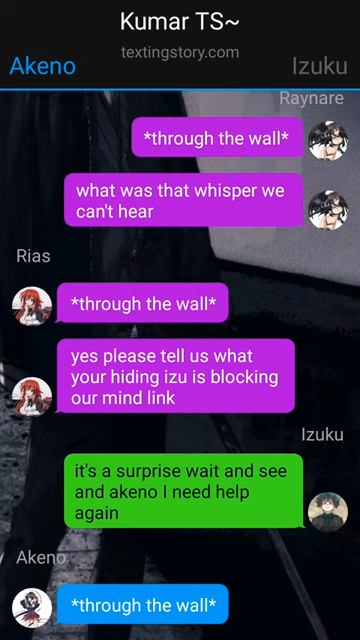 Kumar TS~
textingstory.com
Akeno
Izuku
Raynare
*through the wall*
what was that whisper we
can't hear
Rias
*through the wall*
yes please tell us what
your hiding izu is blocking
our mind link
Izuku
it's a surprise wait and see
and akeno I need help
again
Akeno
*through the wall*